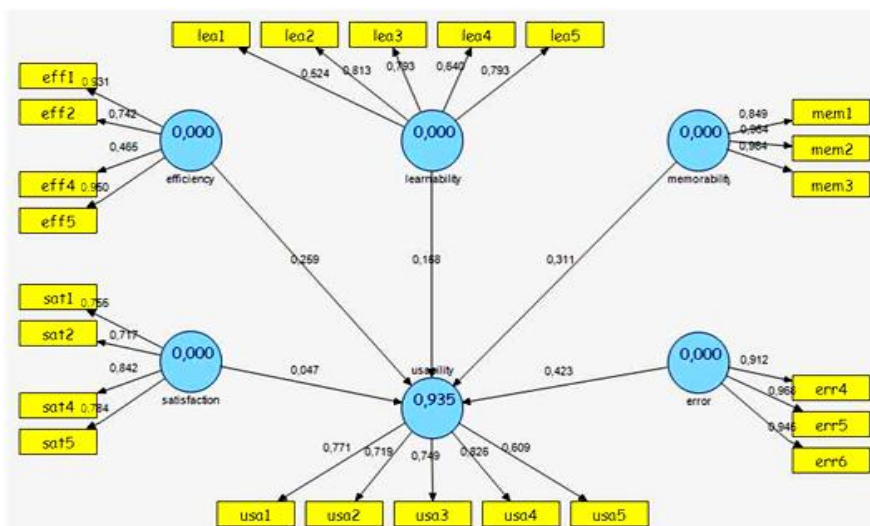 lea1
lea2
lea3
lea4
lea5
0,524
0,813
0,793
0,640
0,793
eff1
eff2
eff4
eff5
0,931
0,742
0,465
0,950
0,000
efficiency
0,000
learnability
0,000
memorability
0,849
0,964
0,984
mem1
mem2
mem3
0,259
0,168
0,311
sat1
sat2
sat4
sat5
0,755
0,717
0,842
0,784
0,000
satisfaction
0,047
usability
0,935
0,423
0,000
error
0,912
0,968
0,946
err4
err5
err6
0,771
0,719
0,749
0,826
0,609
usa1
usa2
usa3
usa4
usa5